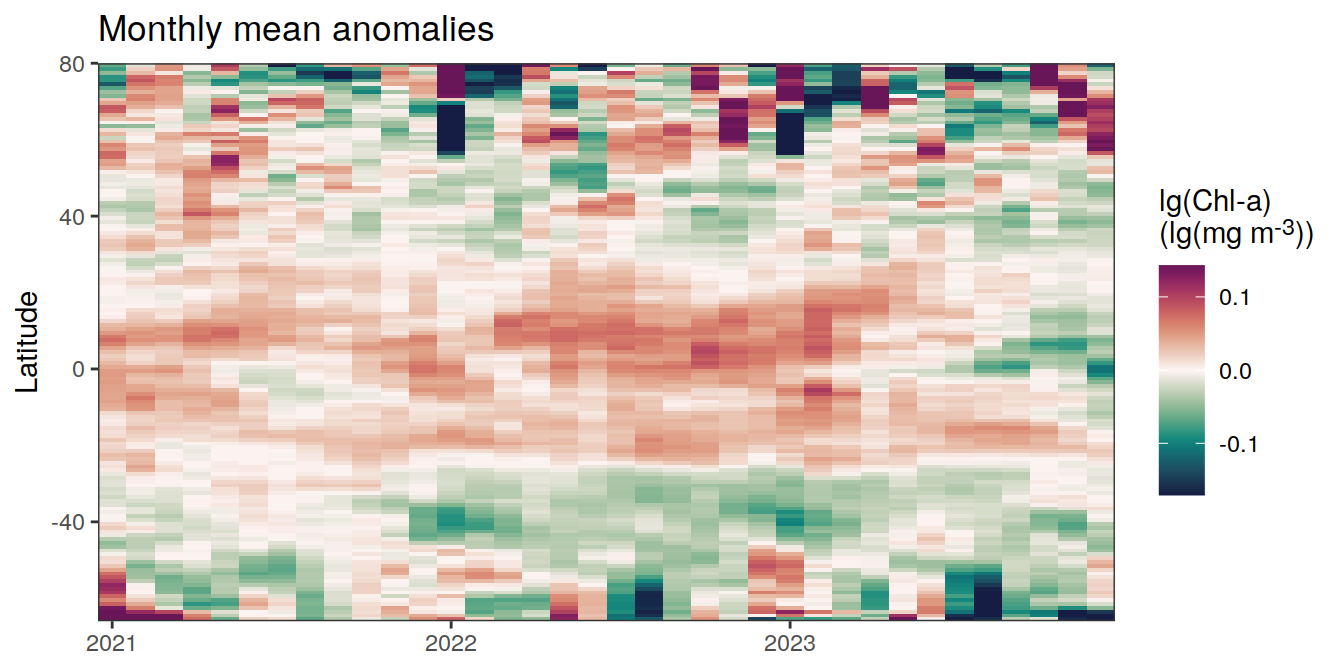 Monthly mean anomalies
Latitude
80
40
0
-40
2021
2022
2023
lg(Chl-a)
(lg(mg m-3))
0.1
0.0
-0.1